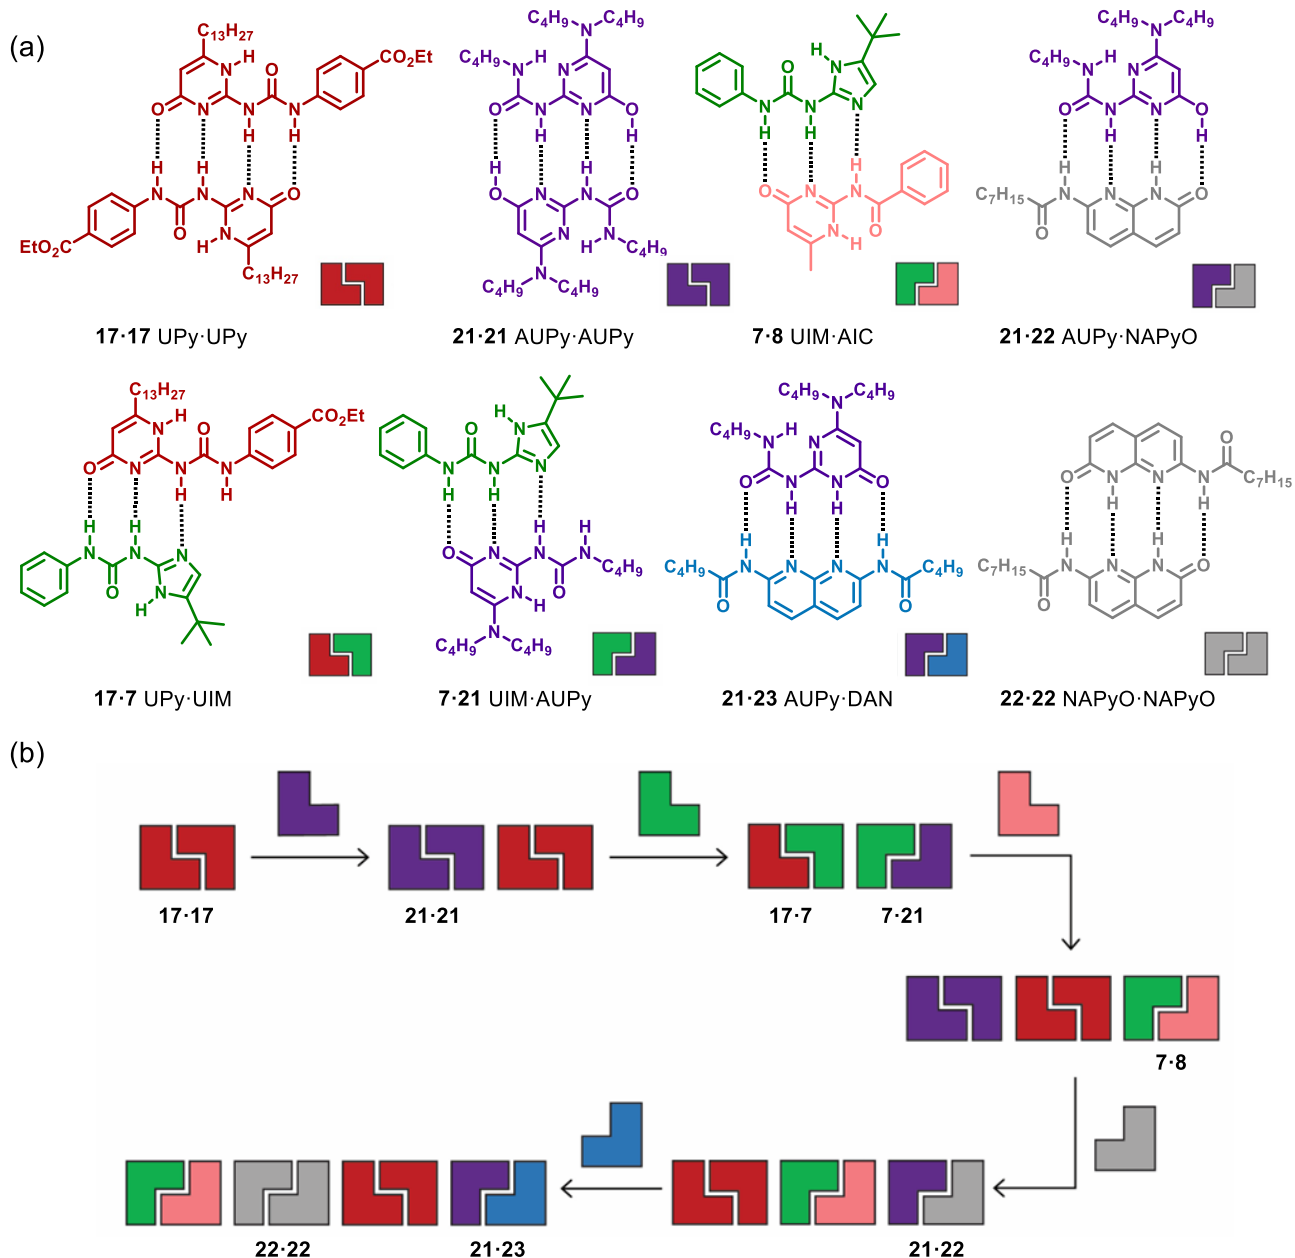 (a)
C13H27
H
N
O
CO2Et
O
N
N
N
H
H
H
H
N
N
N
O
EtO2C
O
H
N
C13H27
17·17 UPy·UPy
C4H9
C4H9
N
C4H9
H
N
N
O
N
N
OH
H
H
H
H
O
N
N
O
N
H
N
C4H9
N
C4H9
C4H9
21·21 AUPy·AUPy
H
N
O
N
N
N
H
H
H
O
N
N
N
H
O
7·8 UIM·AIC
C4H9
C4H9
N
C4H9
H
N
N
O
N
N
O
H
H
H
H
N
N
N
O
C7H15
O
21·22 AUPy·NAPyO
C13H27
H
N
O
CO2Et
O
N
N
N
H
H
H
H
N
N
N
O
N
H
17·7 UPy·UIM
H
N
O
N
N
N
H
H
H
H
O
N
N
N
C4H9
O
N
H
N
C4H9
C4H9
7·21 UIM·AUPy
C4H9
C4H9
N
C4H9
H
N
N
O
N
N
O
H
H
H
H
C4H9
N
N
N
N
C4H9
O
O
21·23 AUPy·DAN
O
O
N
N
N
C7H15
H
H
H
H
C7H15
N
N
N
O
O
22·22 NAPyO·NAPyO
(b)
17·17
21·21
17·7
7·21
7·8
22·22
21·23
21·22